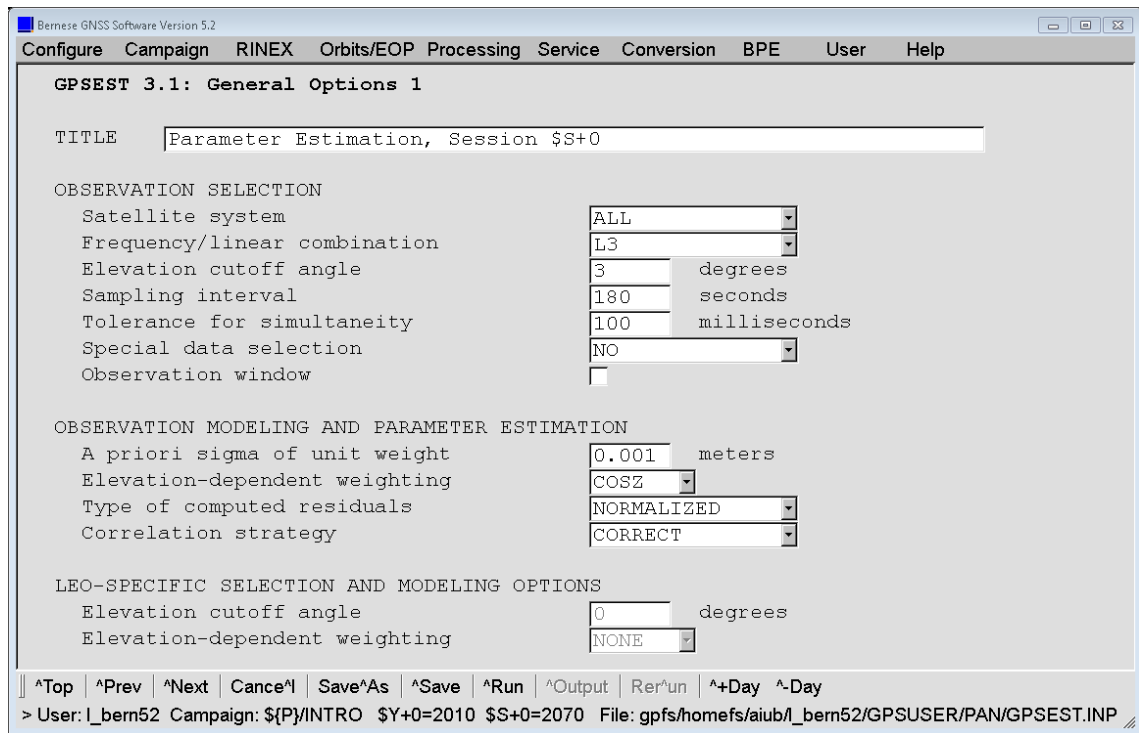 Bernese GNSS Software Version 5.2
Configure Campaign RINEX Orbits/EOP Processing Service Conversion BPE User Help
GPSEST 3.1: General Options 1
TITLE Parameter Estimation, Session $S+0
OBSERVATION SELECTION
Satellite system ALL
Frequency/linear combination L3
Elevation cutoff angle 3 degrees
Sampling interval 180 seconds
Tolerance for simultaneity 100 milliseconds
Special data selection NO
Observation window
OBSERVATION MODELING AND PARAMETER ESTIMATION
A priori sigma of unit weight 0.001 meters
Elevation-dependent weighting COSZ
Type of computed residuals NORMALIZED
Correlation strategy CORRECT
LEO-SPECIFIC SELECTION AND MODELING OPTIONS
Elevation cutoff angle 0 degrees
Elevation-dependent weighting NONE
^Top | ^Prev | ^Next | Cance^l | Save^As | ^Save | ^Run | ^Output | Rer^un | ^+Day ^-Day
> User: l_bern52 Campaign: ${P}/INTRO $Y+0=2010 $S+0=2070 File: gpfs/homefs/aiub/l_bern52/GPSUSER/PAN/GPSEST.INP